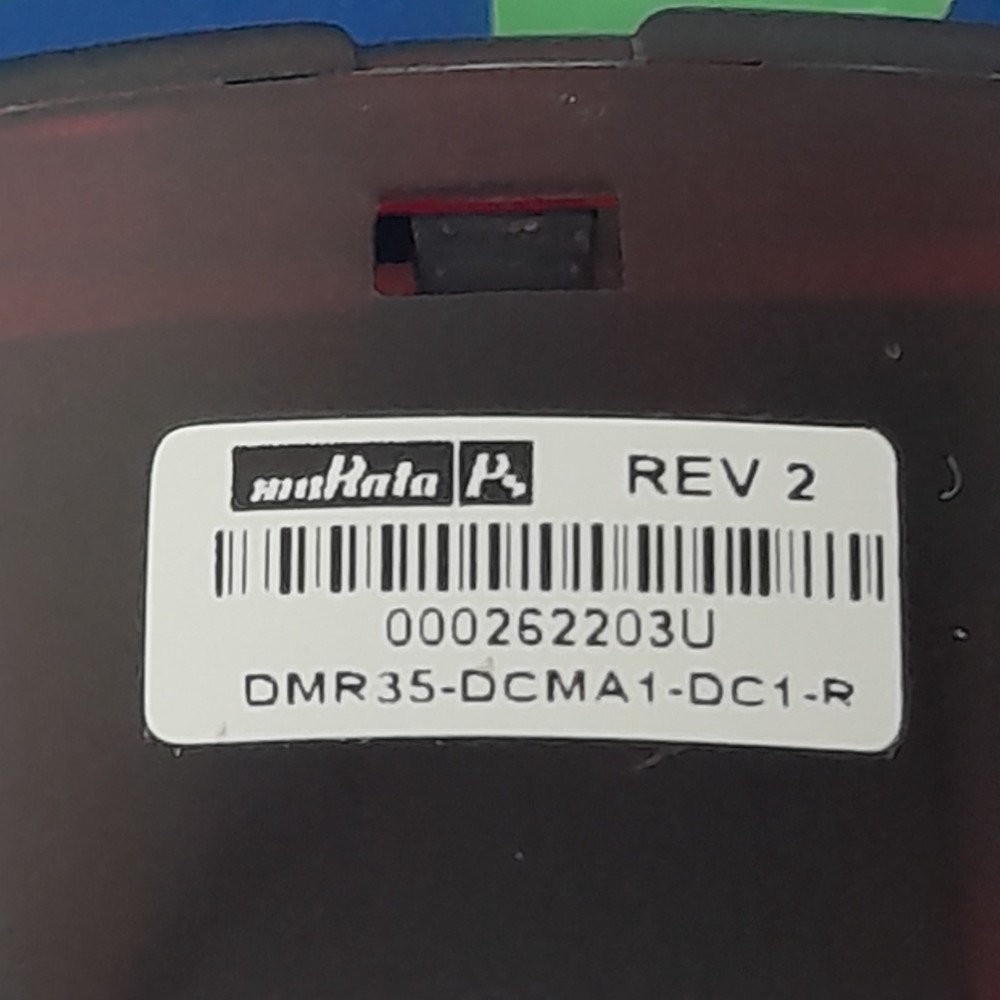 muRata Ps REV 2
000262203U
DMR35-DCMA1-DC1-R